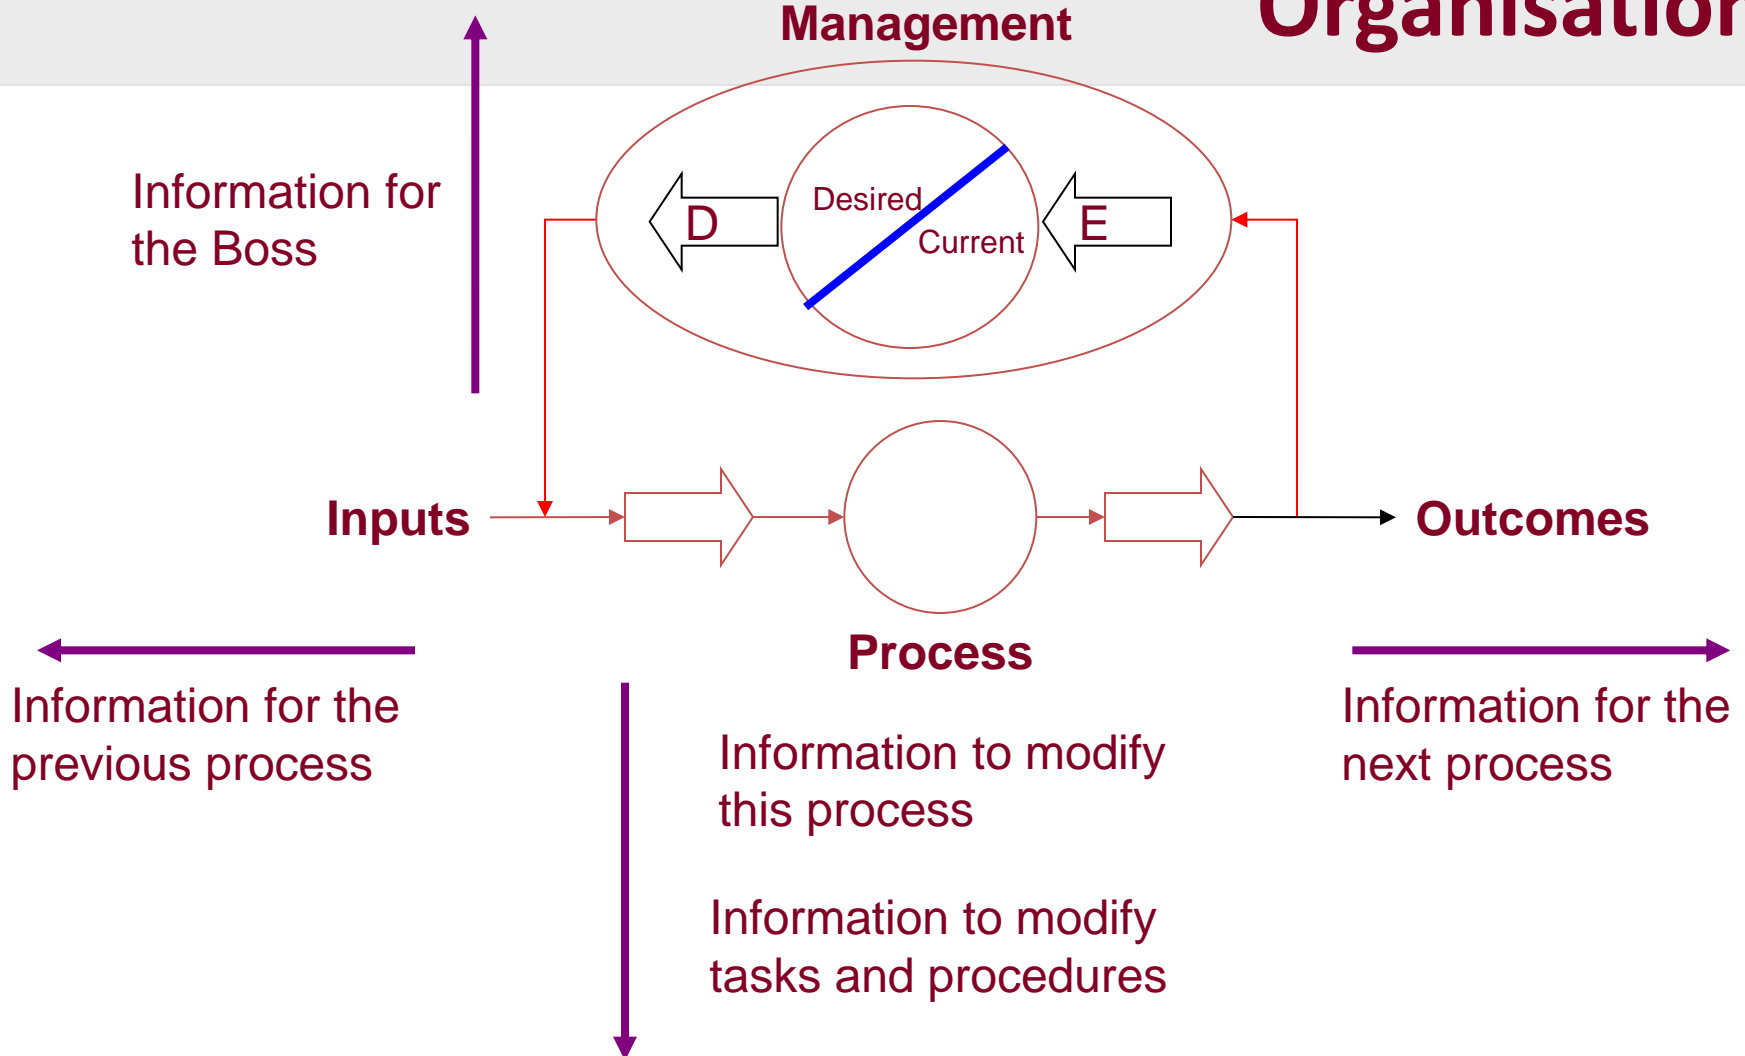 Organisation
Management
Information for
the Boss
D
Desired
Current
E
Inputs
Outcomes
Process
Information for the
previous process
Information to modify
this process
Information for the
next process
Information to modify
tasks and procedures